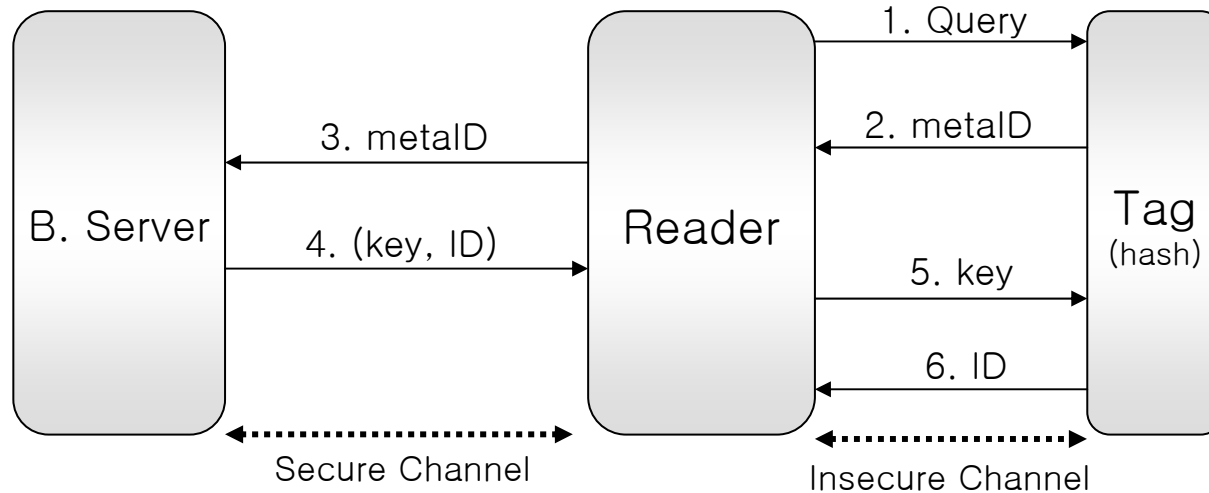 1. Query
2. metaID
3. metaID
B. Server
4. (key, ID)
Reader
Tag
(hash)
5. key
6. ID
Secure Channel
Insecure Channel